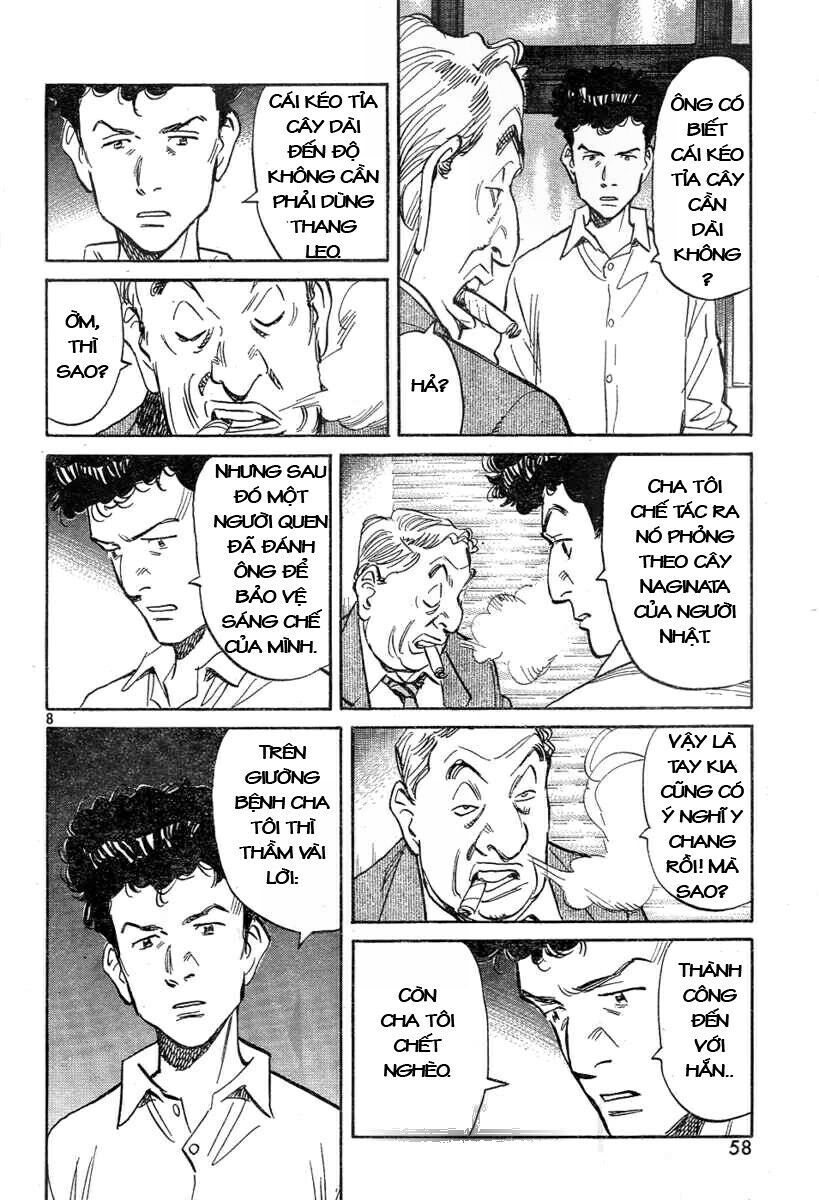 ÔNG CÓ
BIẾT
CÁI KÉO
TỈA CÂY
CẦN
DÀI
KHÔNG
?
HẢ?
CÁI KÉO TỈA
CÂY DÀI
ĐẾN ĐỘ
KHÔNG CẦN
PHẢI DÙNG
THANG
LEO.
ỜM,
THÌ
SAO?
CHA TÔI
CHẾ TÁC RA
NÓ PHỎNG
THEO CÂY
NAGINATA
CỦA NGƯỜI
NHẬT.
NHƯNG SAU
ĐÓ MỘT
NGƯỜI QUEN
ĐÃ ĐÁNH
ÔNG ĐỂ
BẢO VỆ
SÁNG CHẾ
CỦA MÌNH.
8
VẬY LÀ
TAY KIA
CŨNG CÓ
Ý NGHĨ Y
CHANG
RỒI! MÀ
SAO?
THÀNH
CÔNG
ĐẾN
VỚI
HẮN..
CÒN
CHA TÔI
CHẾT
NGHÈO.
TRÊN
GIƯỜNG
BỆNH CHA
TÔI THÌ
THẦM VÀI
LỜI:
58